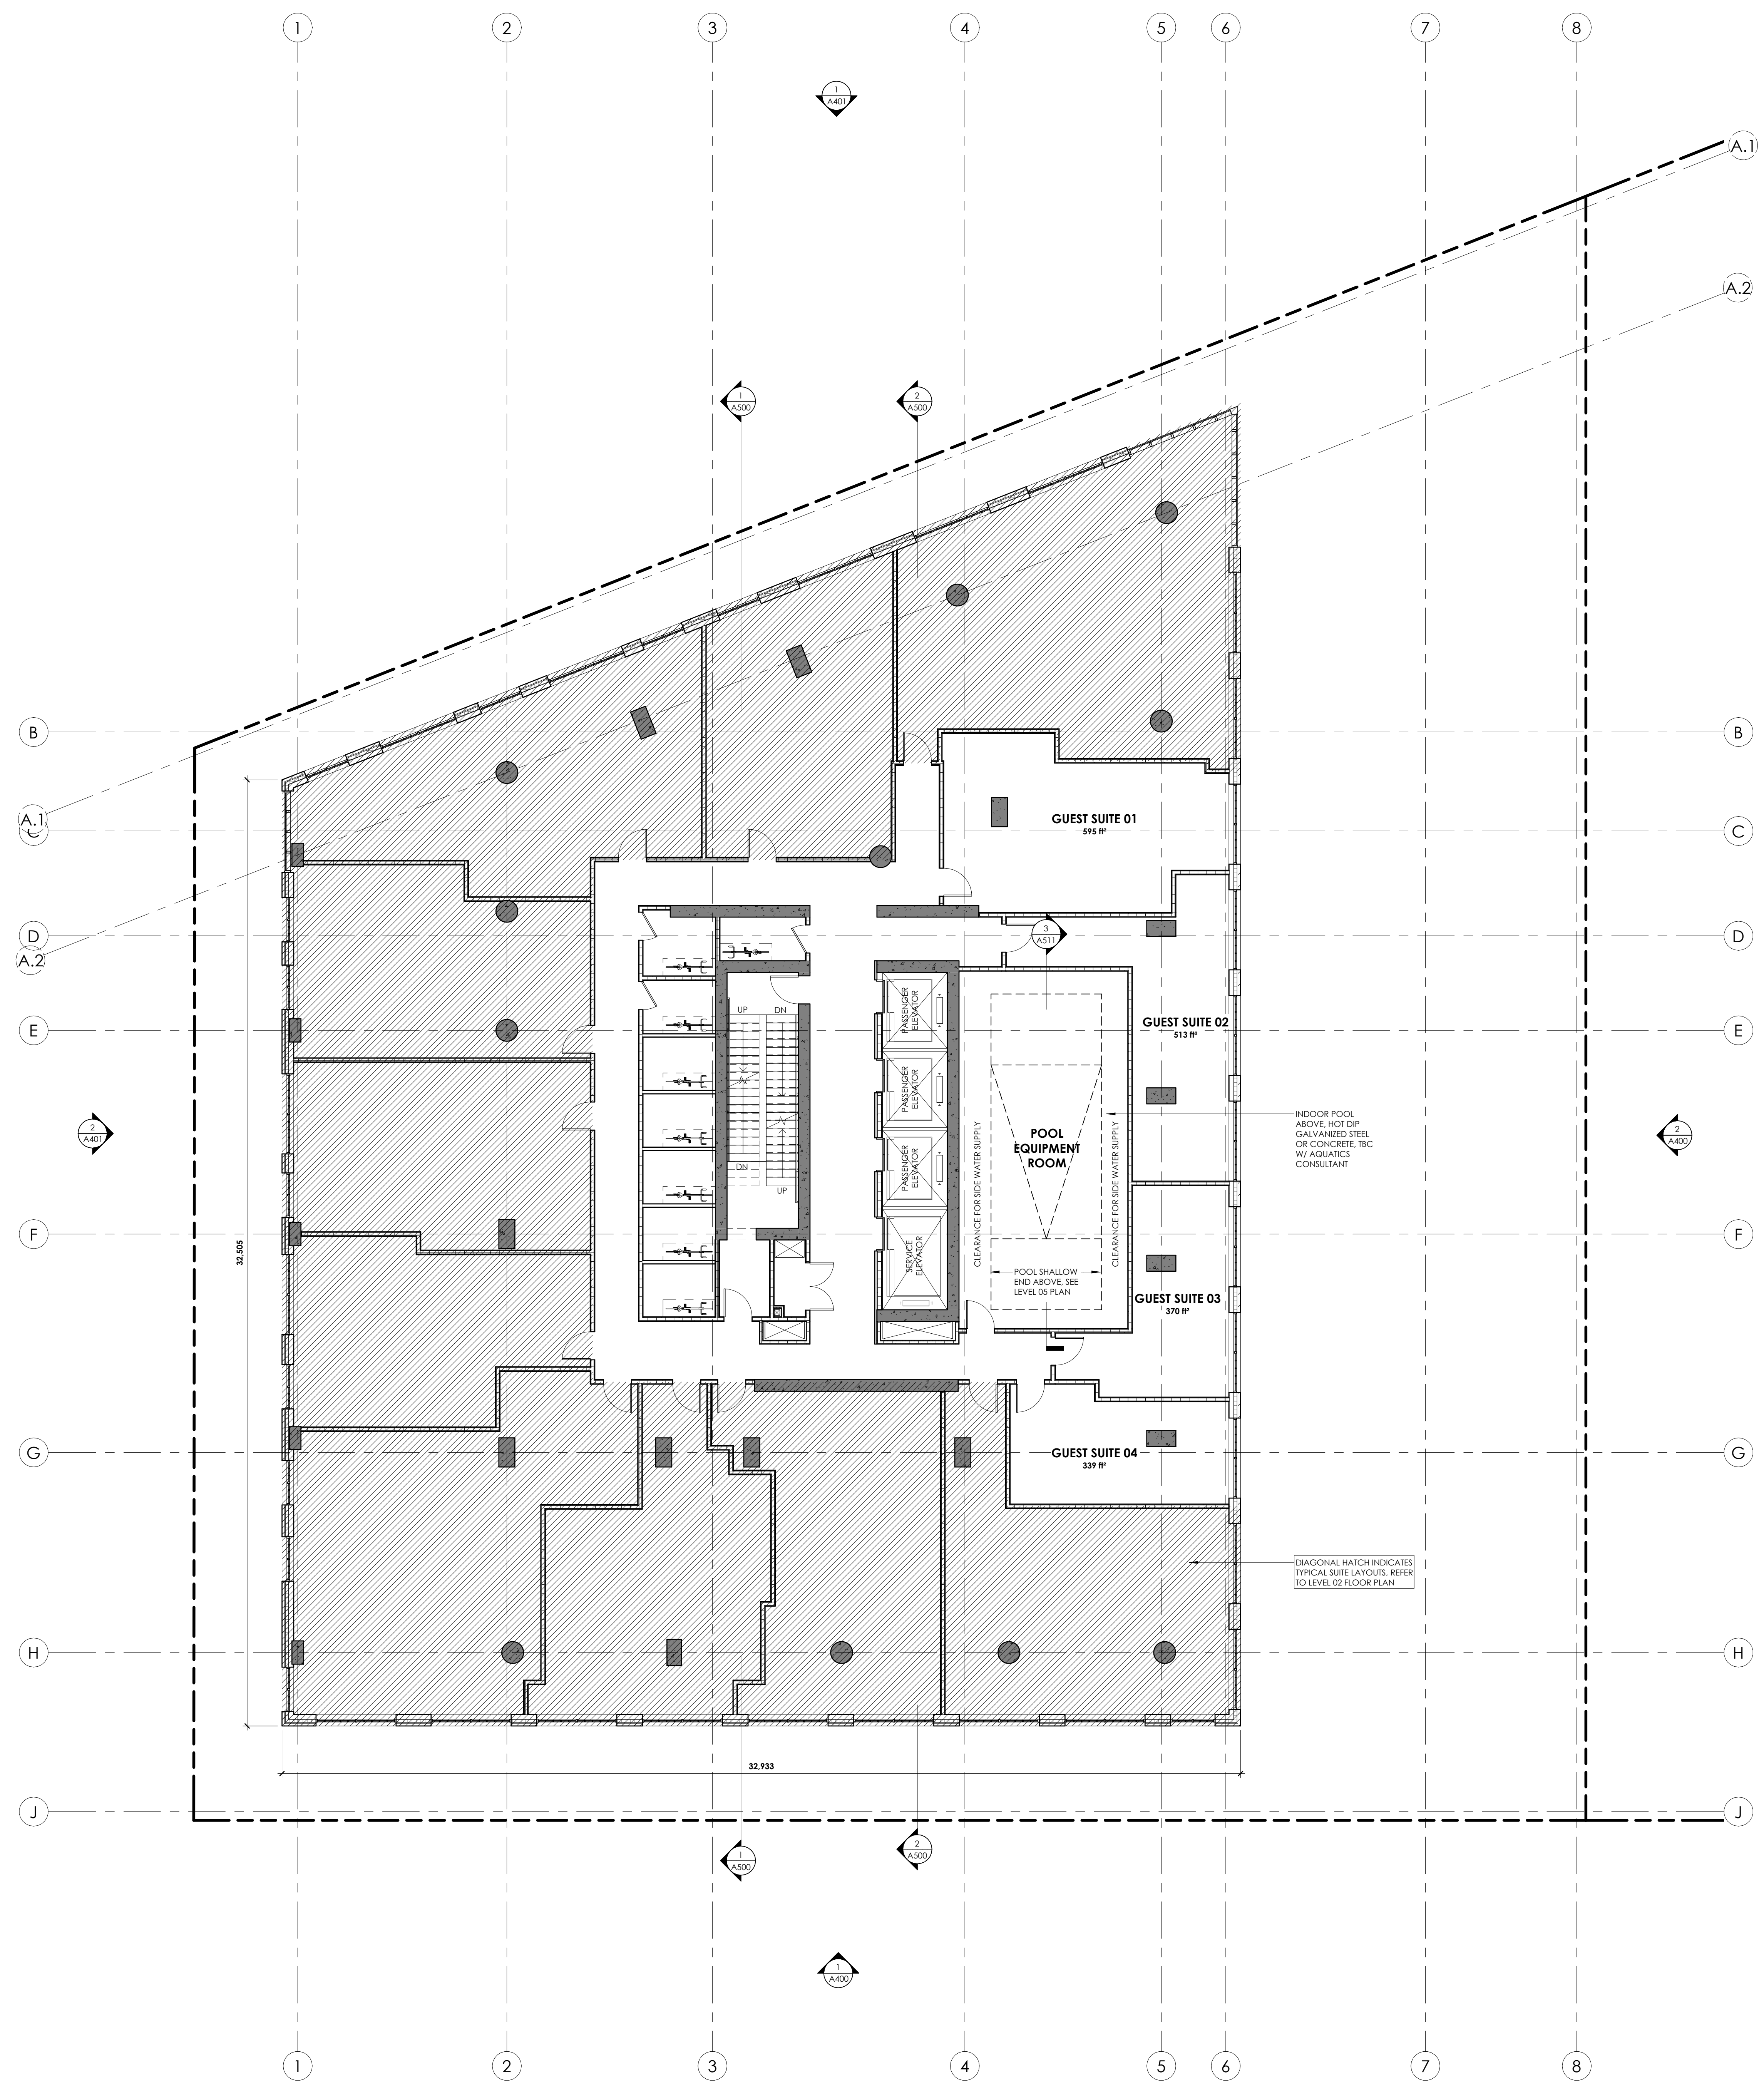 1 2 3 4 5 6 7 8
1
A401
A.1
A.2
1
A500
2
A500
B B
GUEST SUITE 01
595 ft²
A.1
C C
D D
3
A511
A.2
PASSENGER
ELEVATOR
UP DN
GUEST SUITE 02
513 ft²
E E
PASSENGER
ELEVATOR
2
A401
INDOOR POOL
ABOVE, HOT DIP
GALVANIZED STEEL
OR CONCRETE, TBC
W/ AQUATICS
CONSULTANT
2
A400
POOL
EQUIPMENT
ROOM
CLEARANCE FOR SIDE WATER SUPPLY
CLEARANCE FOR SIDE WATER SUPPLY
PASSENGER
ELEVATOR
DN
UP
F F
32,505
SERVICE
ELEVATOR
POOL SHALLOW
END ABOVE, SEE
LEVEL 05 PLAN
GUEST SUITE 03
370 ft²
G G
GUEST SUITE 04
339 ft²
DIAGONAL HATCH INDICATES
TYPICAL SUITE LAYOUTS, REFER
TO LEVEL 02 FLOOR PLAN
H H
32,933
J J
1
A500
2
A500
1
A400
1 2 3 4 5 6 7 8